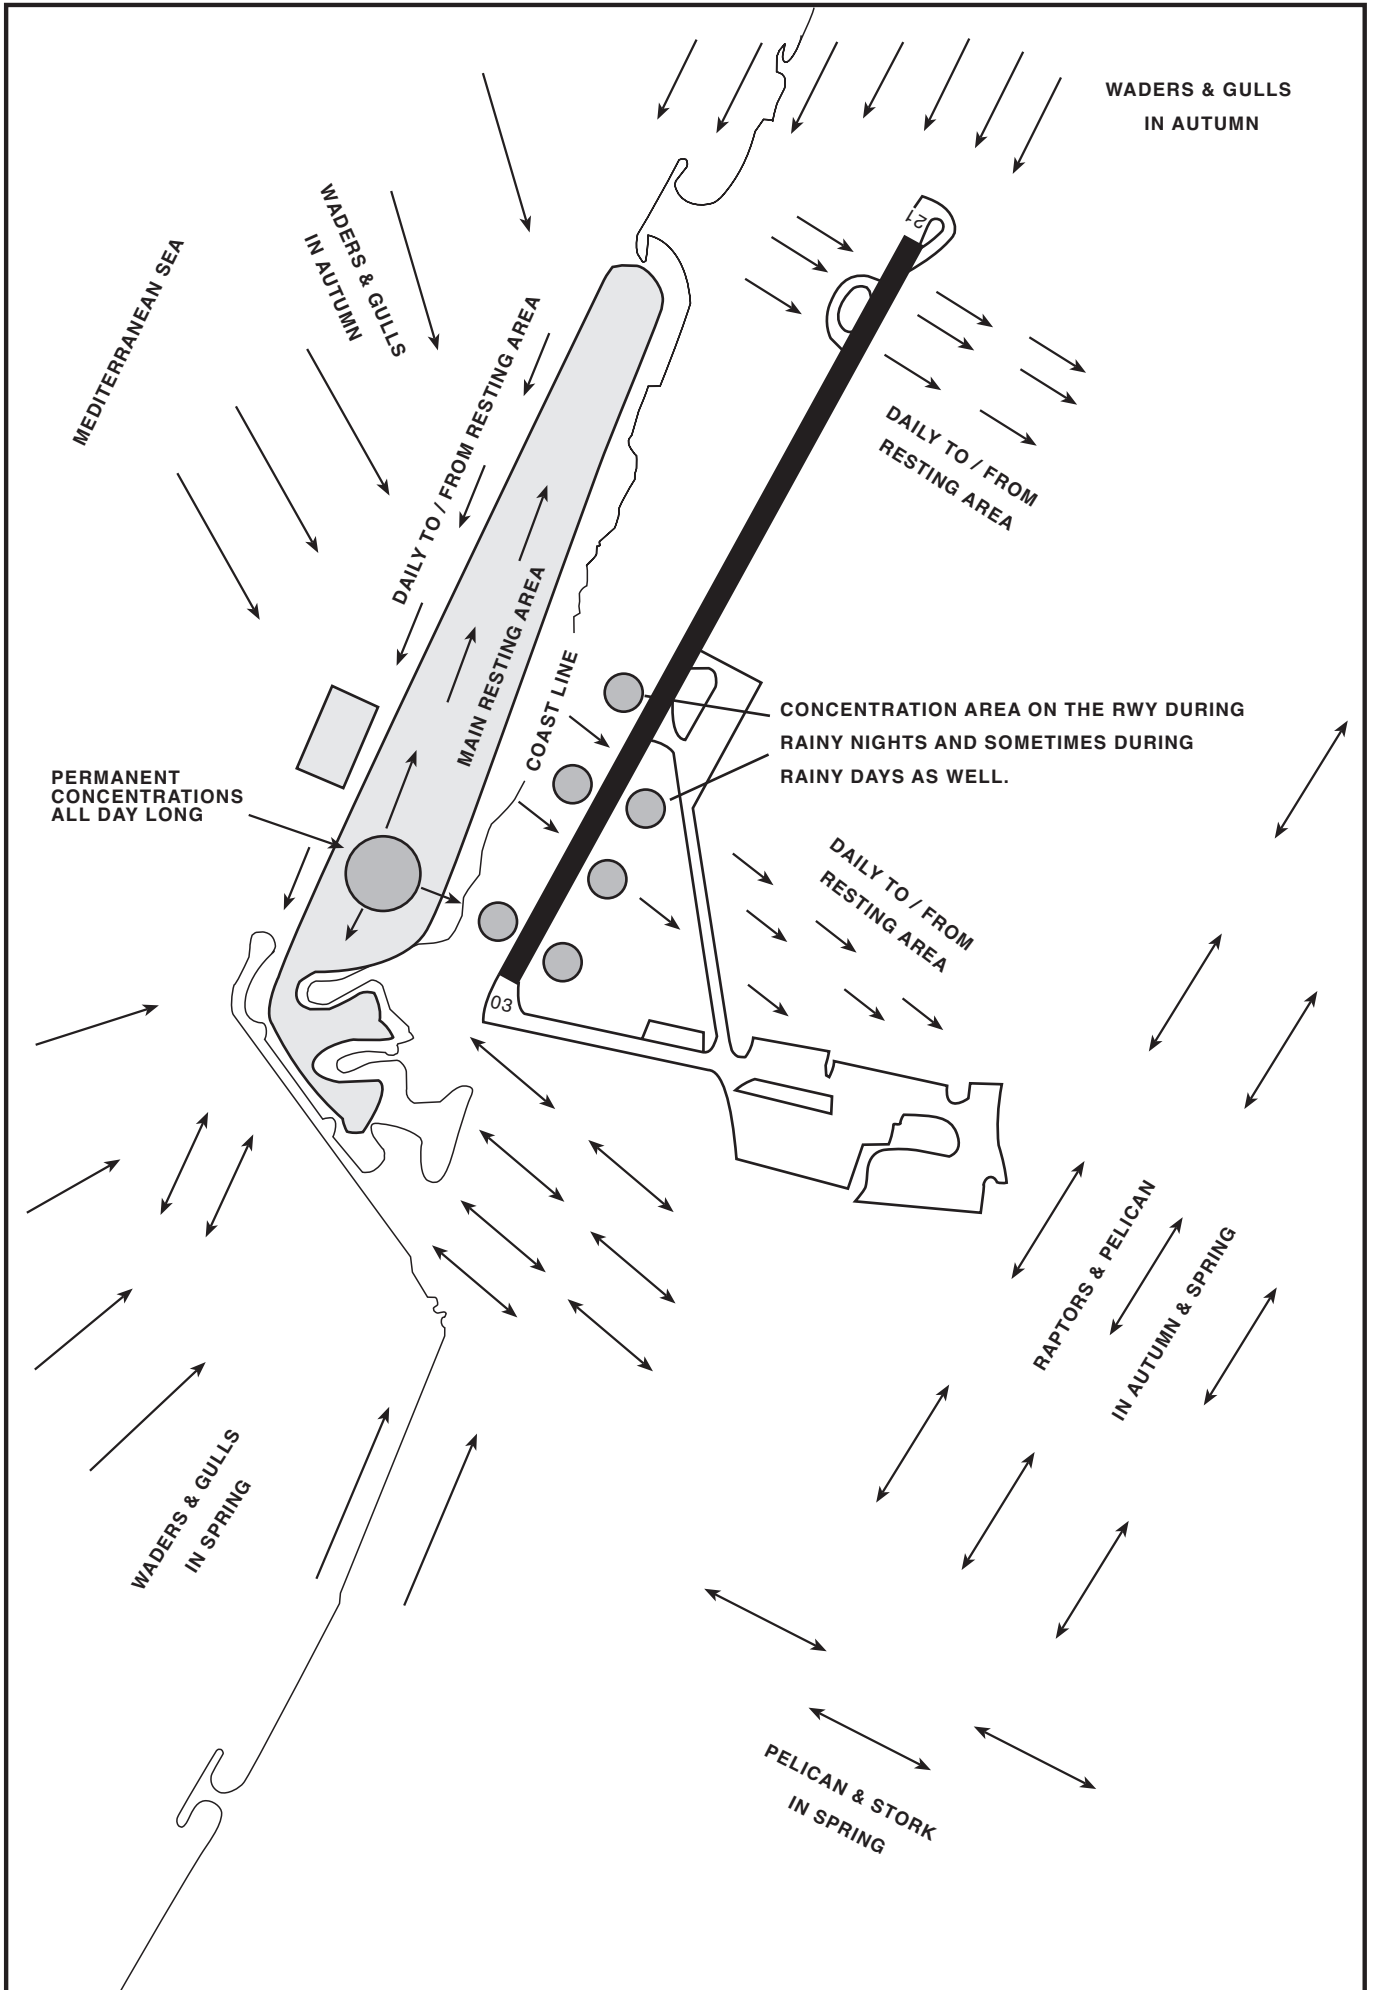 WADERS & GULLS
IN AUTUMN
21
WADERS & GULLS
IN AUTUMN
MEDITERRANEAN SEA
DAILY TO / FROM RESTING AREA
DAILY TO / FROM
RESTING AREA
MAIN RESTING AREA
COAST LINE
CONCENTRATION AREA ON THE RWY DURING
RAINY NIGHTS AND SOMETIMES DURING
RAINY DAYS AS WELL.
PERMANENT
CONCENTRATIONS
ALL DAY LONG
DAILY TO / FROM
RESTING AREA
03
RAPTORS & PELICAN
IN AUTUMN & SPRING
WADERS & GULLS
IN SPRING
PELICAN & STORK
IN SPRING